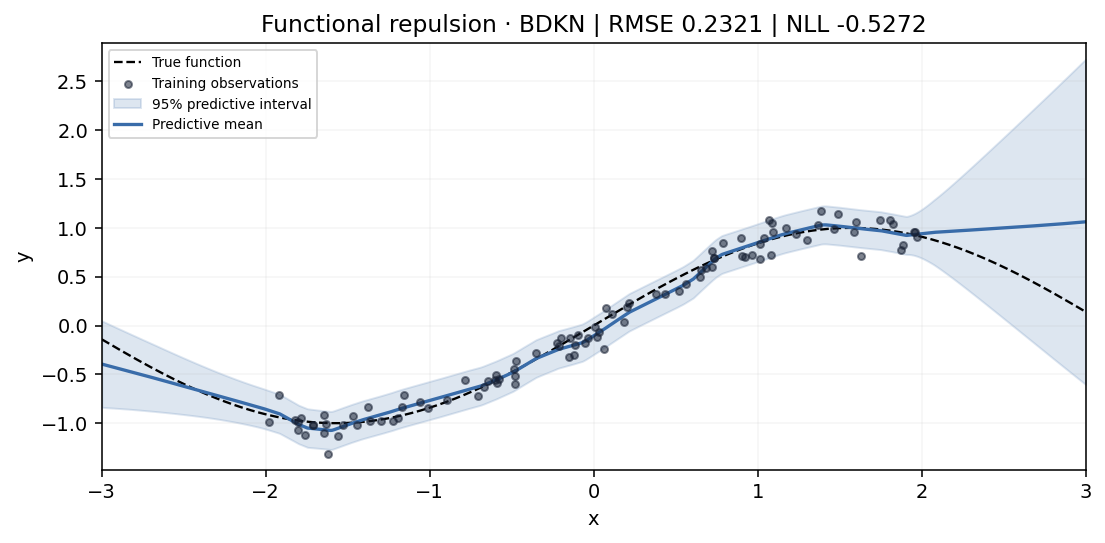 Functional repulsion · BDKN | RMSE 0.2321 | NLL -0.5272
True function
Training observations
95% predictive interval
Predictive mean
y
2.5
2.0
1.5
1.0
0.5
0.0
−0.5
−1.0
−3 −2 −1 0 1 2 3
x